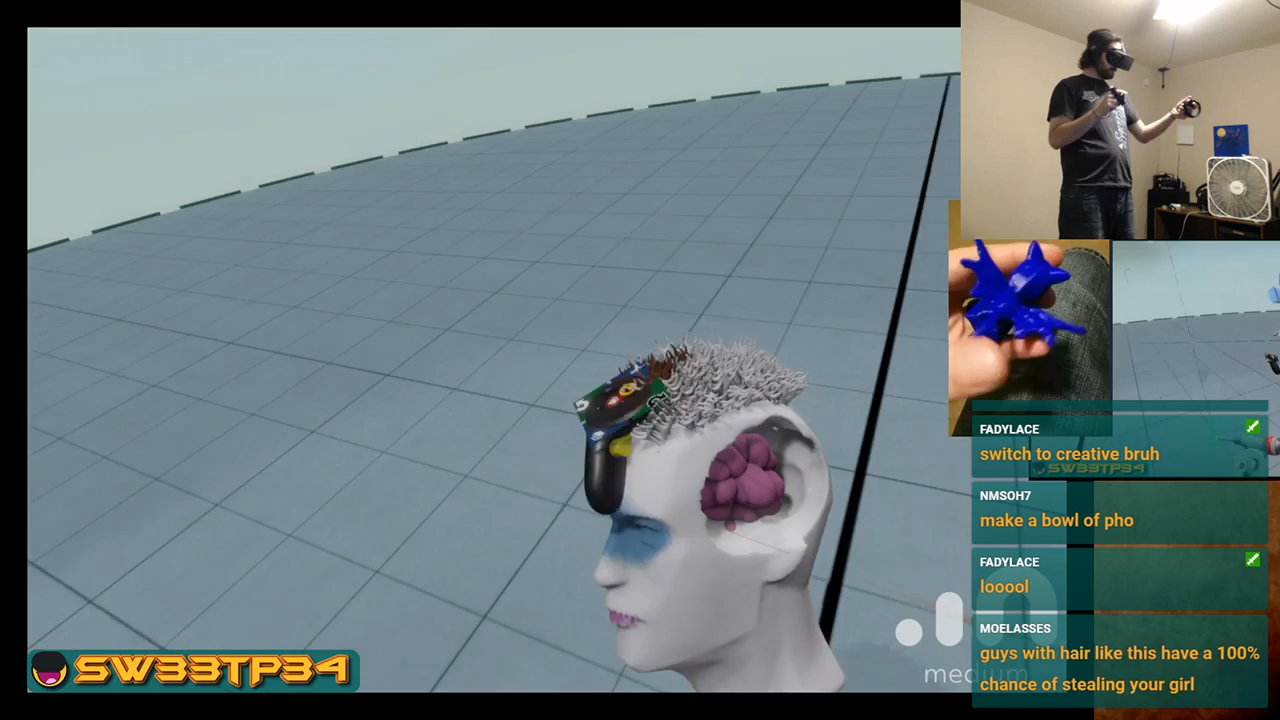 FADYLACE
switch to creative bruh
SW33TP34
NMSOH7
make a bowl of pho
FADYLACE
looool
MOELASSES
guys with hair like this have a 100%
chance of stealing your girl
medium
SW33TP34